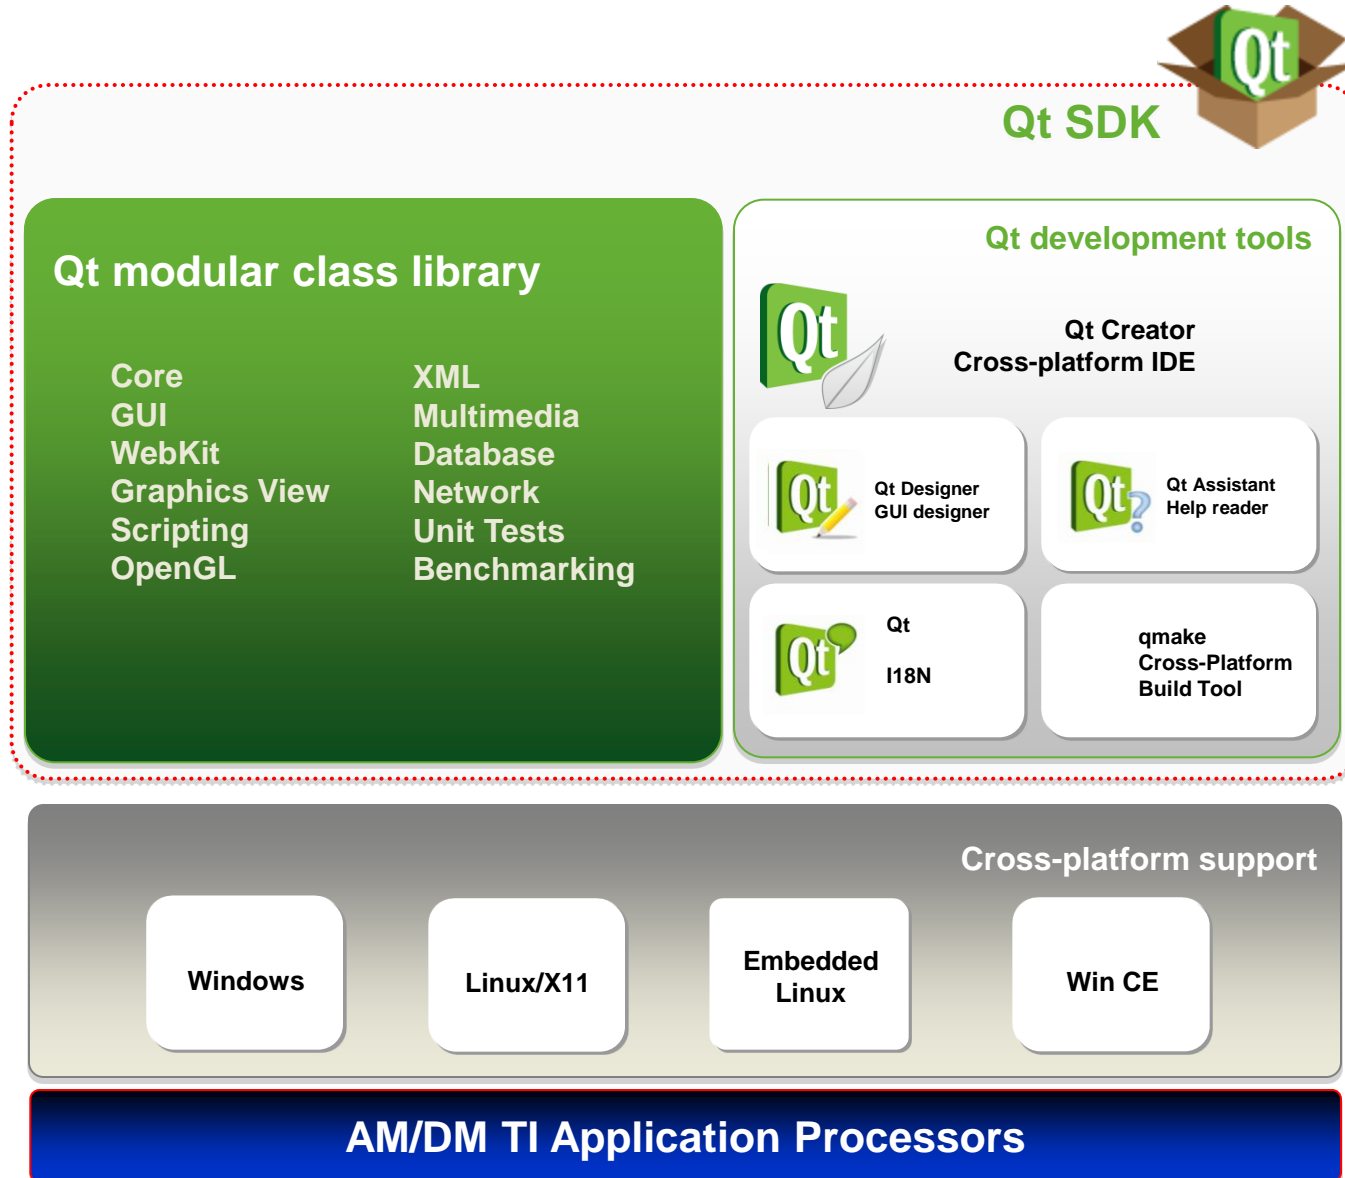 Qt
Qt SDK
Qt modular class library
Core
GUI
WebKit
Graphics View
Scripting
OpenGL
XML
Multimedia
Database
Network
Unit Tests
Benchmarking
Qt development tools
Qt
Qt Creator
Cross-platform IDE
Qt
Qt Designer
GUI designer
Qt
Qt Assistant
Help reader
Qt
Qt
I18N
qmake
Cross-Platform
Build Tool
Cross-platform support
Windows
Linux/X11
Embedded
Linux
Win CE
AM/DM TI Application Processors